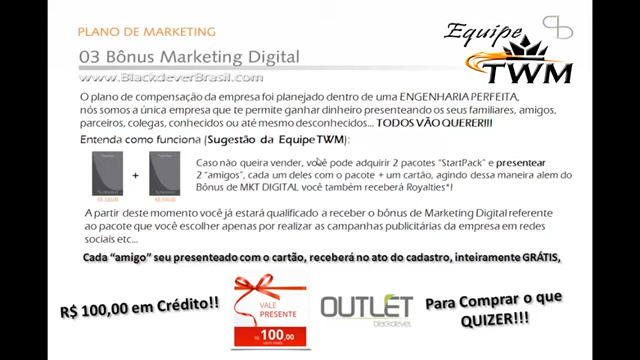 PLANO DE MARKETING
Equipe
TWM
03 Bônus Marketing Digital
www.BlackdeverBrasil.com
O plano de compensação da empresa foi planejado dentro de uma ENGENHARIA PERFEITA,
nós somos a única empresa que te permite ganhar dinheiro presenteando os seus familiares, amigos,
parceiros, colegas, conhecidos ou até mesmo desconhecidos... TODOS VÃO QUERER!!!
Entenda como funciona (Sugestão da Equipe TWM):
+
Caso não queira vender, você pode adquirir 2 pacotes "StartPack" e presentear
2 "amigos", cada um deles com o pacote + um cartão, agindo dessa maneira alem do
Bônus de MKT DIGITAL você também receberá Royalties*!
A partir deste momento você já estará qualificado a receber o bônus de Marketing Digital referente
ao pacote que você escolher apenas por realizar as campanhas publicitárias da empresa em redes
sociais etc...
Cada "amigo" seu presenteado com o cartão, receberá no ato do cadastro, inteiramente GRÁTIS,
R$ 100,00 em Crédito!!
VALE
PRESENTE
R$ 100,00
OUTLET
blackdever
Para Comprar o que
QUIZER!!!